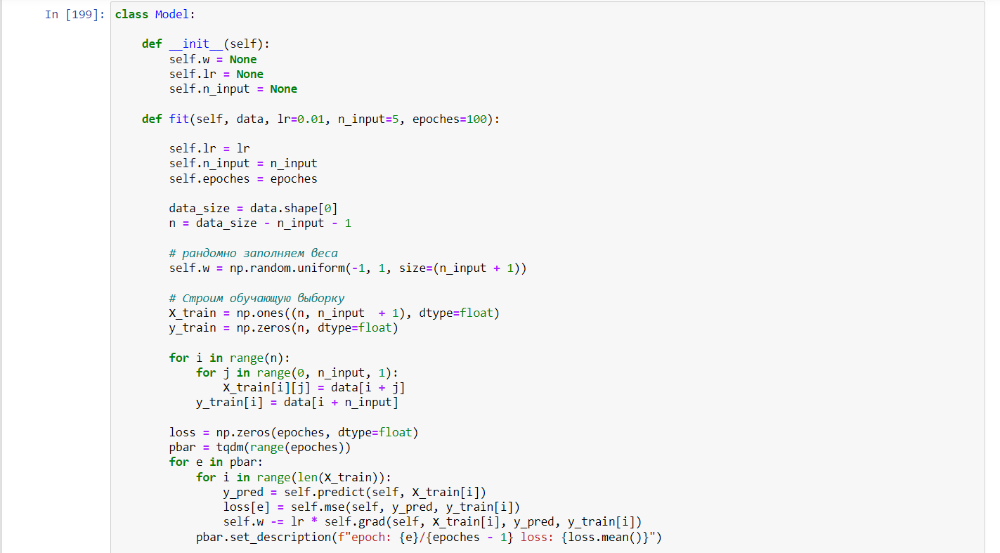 In [199]: class Model:
def __init__(self):
self.w = None
self.lr = None
self.n_input = None
def fit(self, data, lr=0.01, n_input=5, epoches=100):
self.lr = lr
self.n_input = n_input
self.epoches = epoches
data_size = data.shape[0]
n = data_size - n_input - 1
# рандомно заполняем веса
self.w = np.random.uniform(-1, 1, size=(n_input + 1))
# Строим обучающую выборку
X_train = np.ones((n, n_input  + 1), dtype=float)
y_train = np.zeros(n, dtype=float)
for i in range(n):
for j in range(0, n_input, 1):
X_train[i][j] = data[i + j]
y_train[i] = data[i + n_input]
loss = np.zeros(epoches, dtype=float)
pbar = tqdm(range(epoches))
for e in pbar:
for i in range(len(X_train)):
y_pred = self.predict(self, X_train[i])
loss[e] = self.mse(self, y_pred, y_train[i])
self.w -= lr * self.grad(self, X_train[i], y_pred, y_train[i])
pbar.set_description(f"epoch: {e}/{epoches - 1} loss: {loss.mean()}")